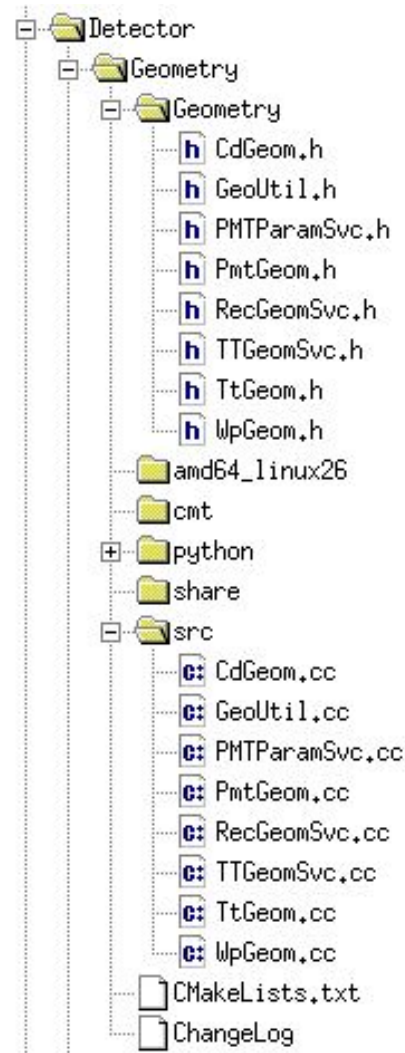 Detector
Geometry
Geometry
h CdGeom.h
h GeoUtil.h
h PMTParamSvc.h
h PmtGeom.h
h RecGeomSvc.h
h TTGeomSvc.h
h TtGeom.h
h WpGeom.h
amd64_linux26
cmt
python
share
src
c: CdGeom.cc
c: GeoUtil.cc
c: PMTParamSvc.cc
c: PmtGeom.cc
c: RecGeomSvc.cc
c: TTGeomSvc.cc
c: TtGeom.cc
c: WpGeom.cc
CMakeLists.txt
ChangeLog